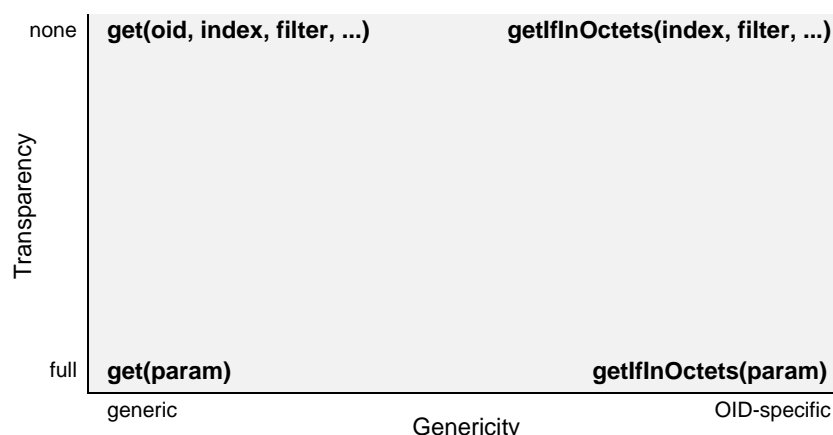 none get(oid, index, filter, ...) getIfInOctets(index, filter, ...)
Transparency
full get(param) getIfInOctets(param)
generic OID-specific
Genericity